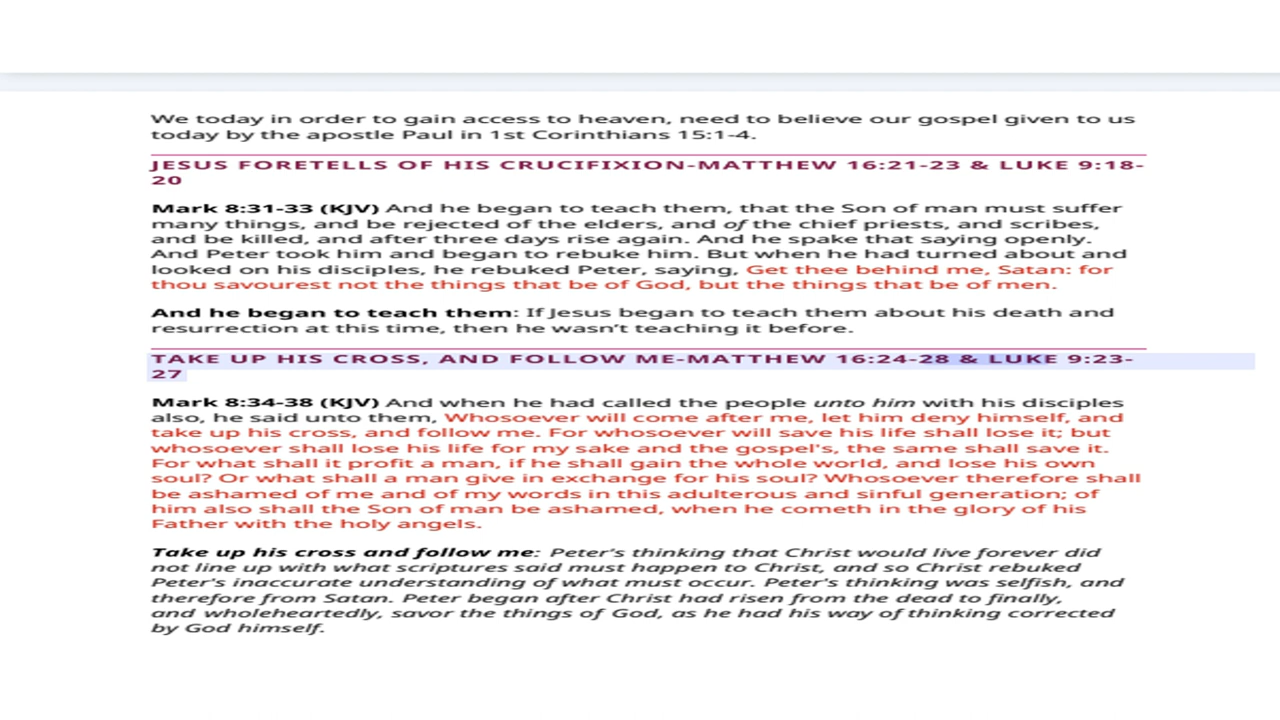 We today in order to gain access to heaven, need to believe our gospel given to us
today by the apostle Paul in 1st Corinthians 15:1-4.
JESUS FORETELLS OF HIS CRUCIFIXION-MATTHEW 16:21-23 & LUKE 9:18-
20
Mark 8:31-33 (KJV) And he began to teach them, that the Son of man must suffer
many things, and be rejected of the elders, and of the chief priests, and scribes,
and be killed, and after three days rise again. And he spake that saying openly.
And Peter took him and began to rebuke him. But when he had turned about and
looked on his disciples, he rebuked Peter, saying, Get thee behind me, Satan: for
thou savourest not the things that be of God, but the things that be of men.
And he began to teach them: If Jesus began to teach them about his death and
resurrection at this time, then he wasn't teaching it before.
TAKE UP HIS CROSS, AND FOLLOW ME-MATTHEW 16:24-28 & LUKE 9:23-
27
Mark 8:34-38 (KJV) And when he had called the people unto him with his disciples
also, he said unto them, Whosoever will come after me, let him deny himself, and
take up his cross, and follow me. For whosoever will save his life shall lose it; but
whosoever shall lose his life for my sake and the gospel's, the same shall save it.
For what shall it profit a man, if he shall gain the whole world, and lose his own
soul? Or what shall a man give in exchange for his soul? Whosoever therefore shall
be ashamed of me and of my words in this adulterous and sinful generation; of
him also shall the Son of man be ashamed, when he cometh in the glory of his
Father with the holy angels.
Take up his cross and follow me: Peter's thinking that Christ would live forever did
not line up with what scriptures said must happen to Christ, and so Christ rebuked
Peter's inaccurate understanding of what must occur. Peter's thinking was selfish, and
therefore from Satan. Peter began after Christ had risen from the dead to finally,
and wholeheartedly, savor the things of God, as he had his way of thinking corrected
by God himself.